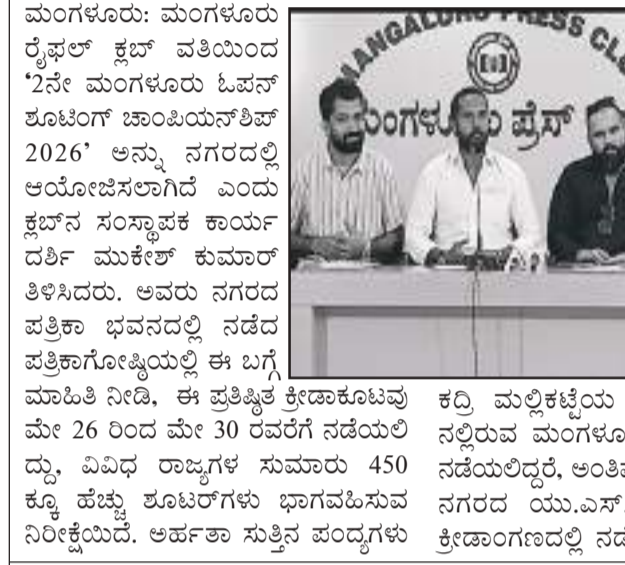 ಮಂಗಳೂರು: ಮಂಗಳೂರು
ರೈಫಲ್ ಕ್ಲಬ್ ವತಿಯಿಂದ
‘2ನೇ ಮಂಗಳೂರು ಓಪನ್
ಶೂಟಿಂಗ್ ಚಾಂಪಿಯನ್‌ಶಿಪ್
2026’ ಅನ್ನು ನಗರದಲ್ಲಿ
ಆಯೋಜಿಸಲಾಗಿದೆ ಎಂದು
ಕ್ಲಬ್‌ನ ಸಂಸ್ಥಾಪಕ ಕಾರ್ಯ
ದರ್ಶಿ ಮುಕೇಶ್ ಕುಮಾರ್
ತಿಳಿಸಿದರು. ಅವರು ನಗರದ
ಪತ್ರಿಕಾ ಭವನದಲ್ಲಿ ನಡೆದ
ಪತ್ರಿಕಾಗೋಷ್ಠಿಯಲ್ಲಿ ಈ ಬಗ್ಗೆ
ಮಾಹಿತಿ ನೀಡಿ, ಈ ಪ್ರತಿಷ್ಠಿತ ಕ್ರೀಡಾಕೂಟವು
ಮೇ 26 ರಿಂದ ಮೇ 30 ರವರೆಗೆ ನಡೆಯಲಿ
ದ್ದು, ವಿವಿಧ ರಾಜ್ಯಗಳ ಸುಮಾರು 450
ಕ್ಕೂ ಹೆಚ್ಚು ಶೂಟರ್‌ಗಳು ಭಾಗವಹಿಸುವ
ನಿರೀಕ್ಷೆಯಿದೆ. ಅರ್ಹತಾ ಸುತ್ತಿನ ಪಂದ್ಯಗಳು
MANGALURU PRESS CL
ಪ್ರೆಸ್
ಕದ್ರಿ ಮಲ್ಲಿಕಟ್ಟೆಯ
ನಲ್ಲಿರುವ ಮಂಗಳೂ
ನಡೆಯಲಿದ್ದರೆ, ಅಂತಿಮ
ನಗರದ ಯು.ಎಸ್.
ಕ್ರೀಡಾಂಗಣದಲ್ಲಿ ನಡೆ